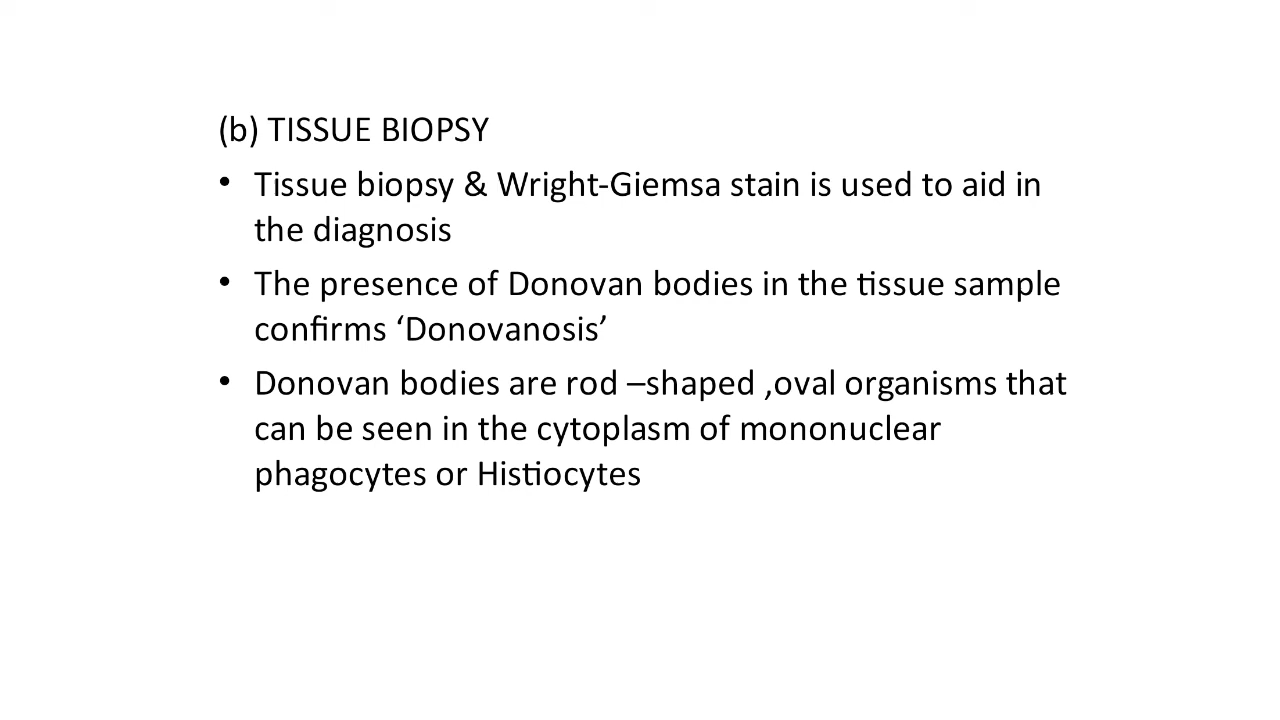 (b) TISSUE BIOPSY
• Tissue biopsy & Wright-Giemsa stain is used to aid in
the diagnosis
• The presence of Donovan bodies in the tissue sample
confirms ‘Donovanosis’
• Donovan bodies are rod –shaped ,oval organisms that
can be seen in the cytoplasm of mononuclear
phagocytes or Histiocytes